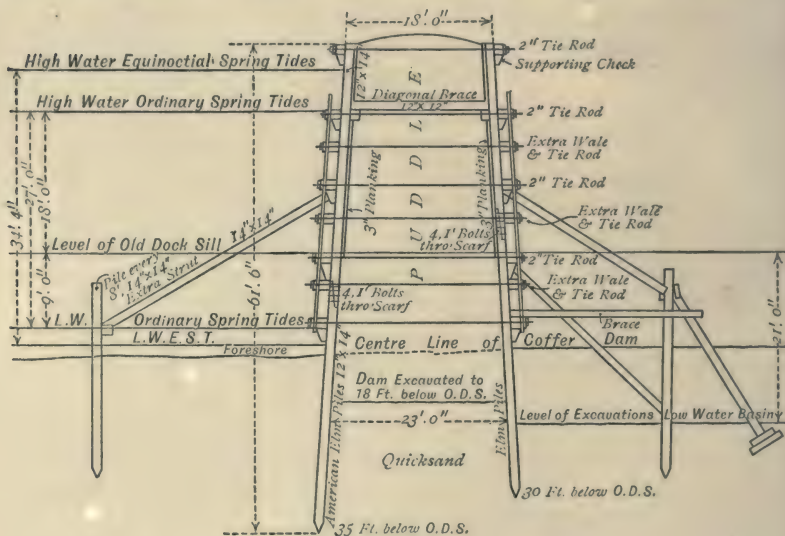 18'.0"
2" Tie Rod
Supporting Check
High Water Equinoctial Spring Tides
12"X 14"
Diagonal Brace
12"X 12"
High Water Ordinary Spring Tides
2" Tie Rod
Extra Wale
& Tie Rod
2" Tie Rod
3" Planking
3" Planking
PUDDLE
Extra Wale
& Tie Rod
34'. 4"
27'. 0"
18'. 0"
9'. 0"
61'. 6"
14"X 14"
4,1' Bolts
thro: Scarf
Level of Old Dock Sill
2" Tie Rod
Pile every
8' 14"X 14"
Extra Strut
Extra Wale
& Tie Rod
4,1' Bolts
thro: Scarf
21'. 0"
L.W. Ordinary Spring Tides
Brace
L.W.E.S.T.
Centre Line of Coffer Dam
Foreshore
Dam Excavated to
18 Ft. below O.D.S.
American Elm Piles 12"X 14"
Elm Piles
23'. 0"
Level of Excavations Low Water Basin
Quicksand
30 Ft. below O.D.S.
35 Ft. below O.D.S.